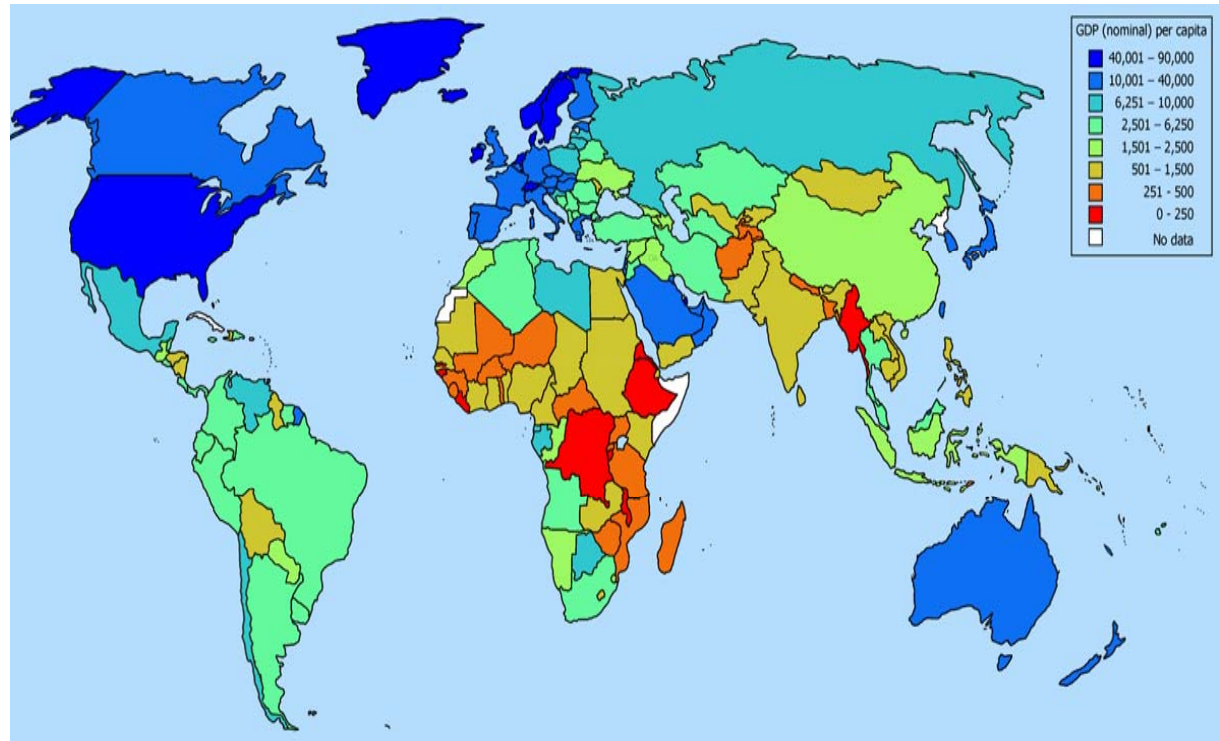 GDP (nominal) per capita
40,001 – 90,000
10,001 – 40,000
6,251 – 10,000
2,501 – 6,250
1,501 – 2,500
501 – 1,500
251 - 500
0 - 250
No data